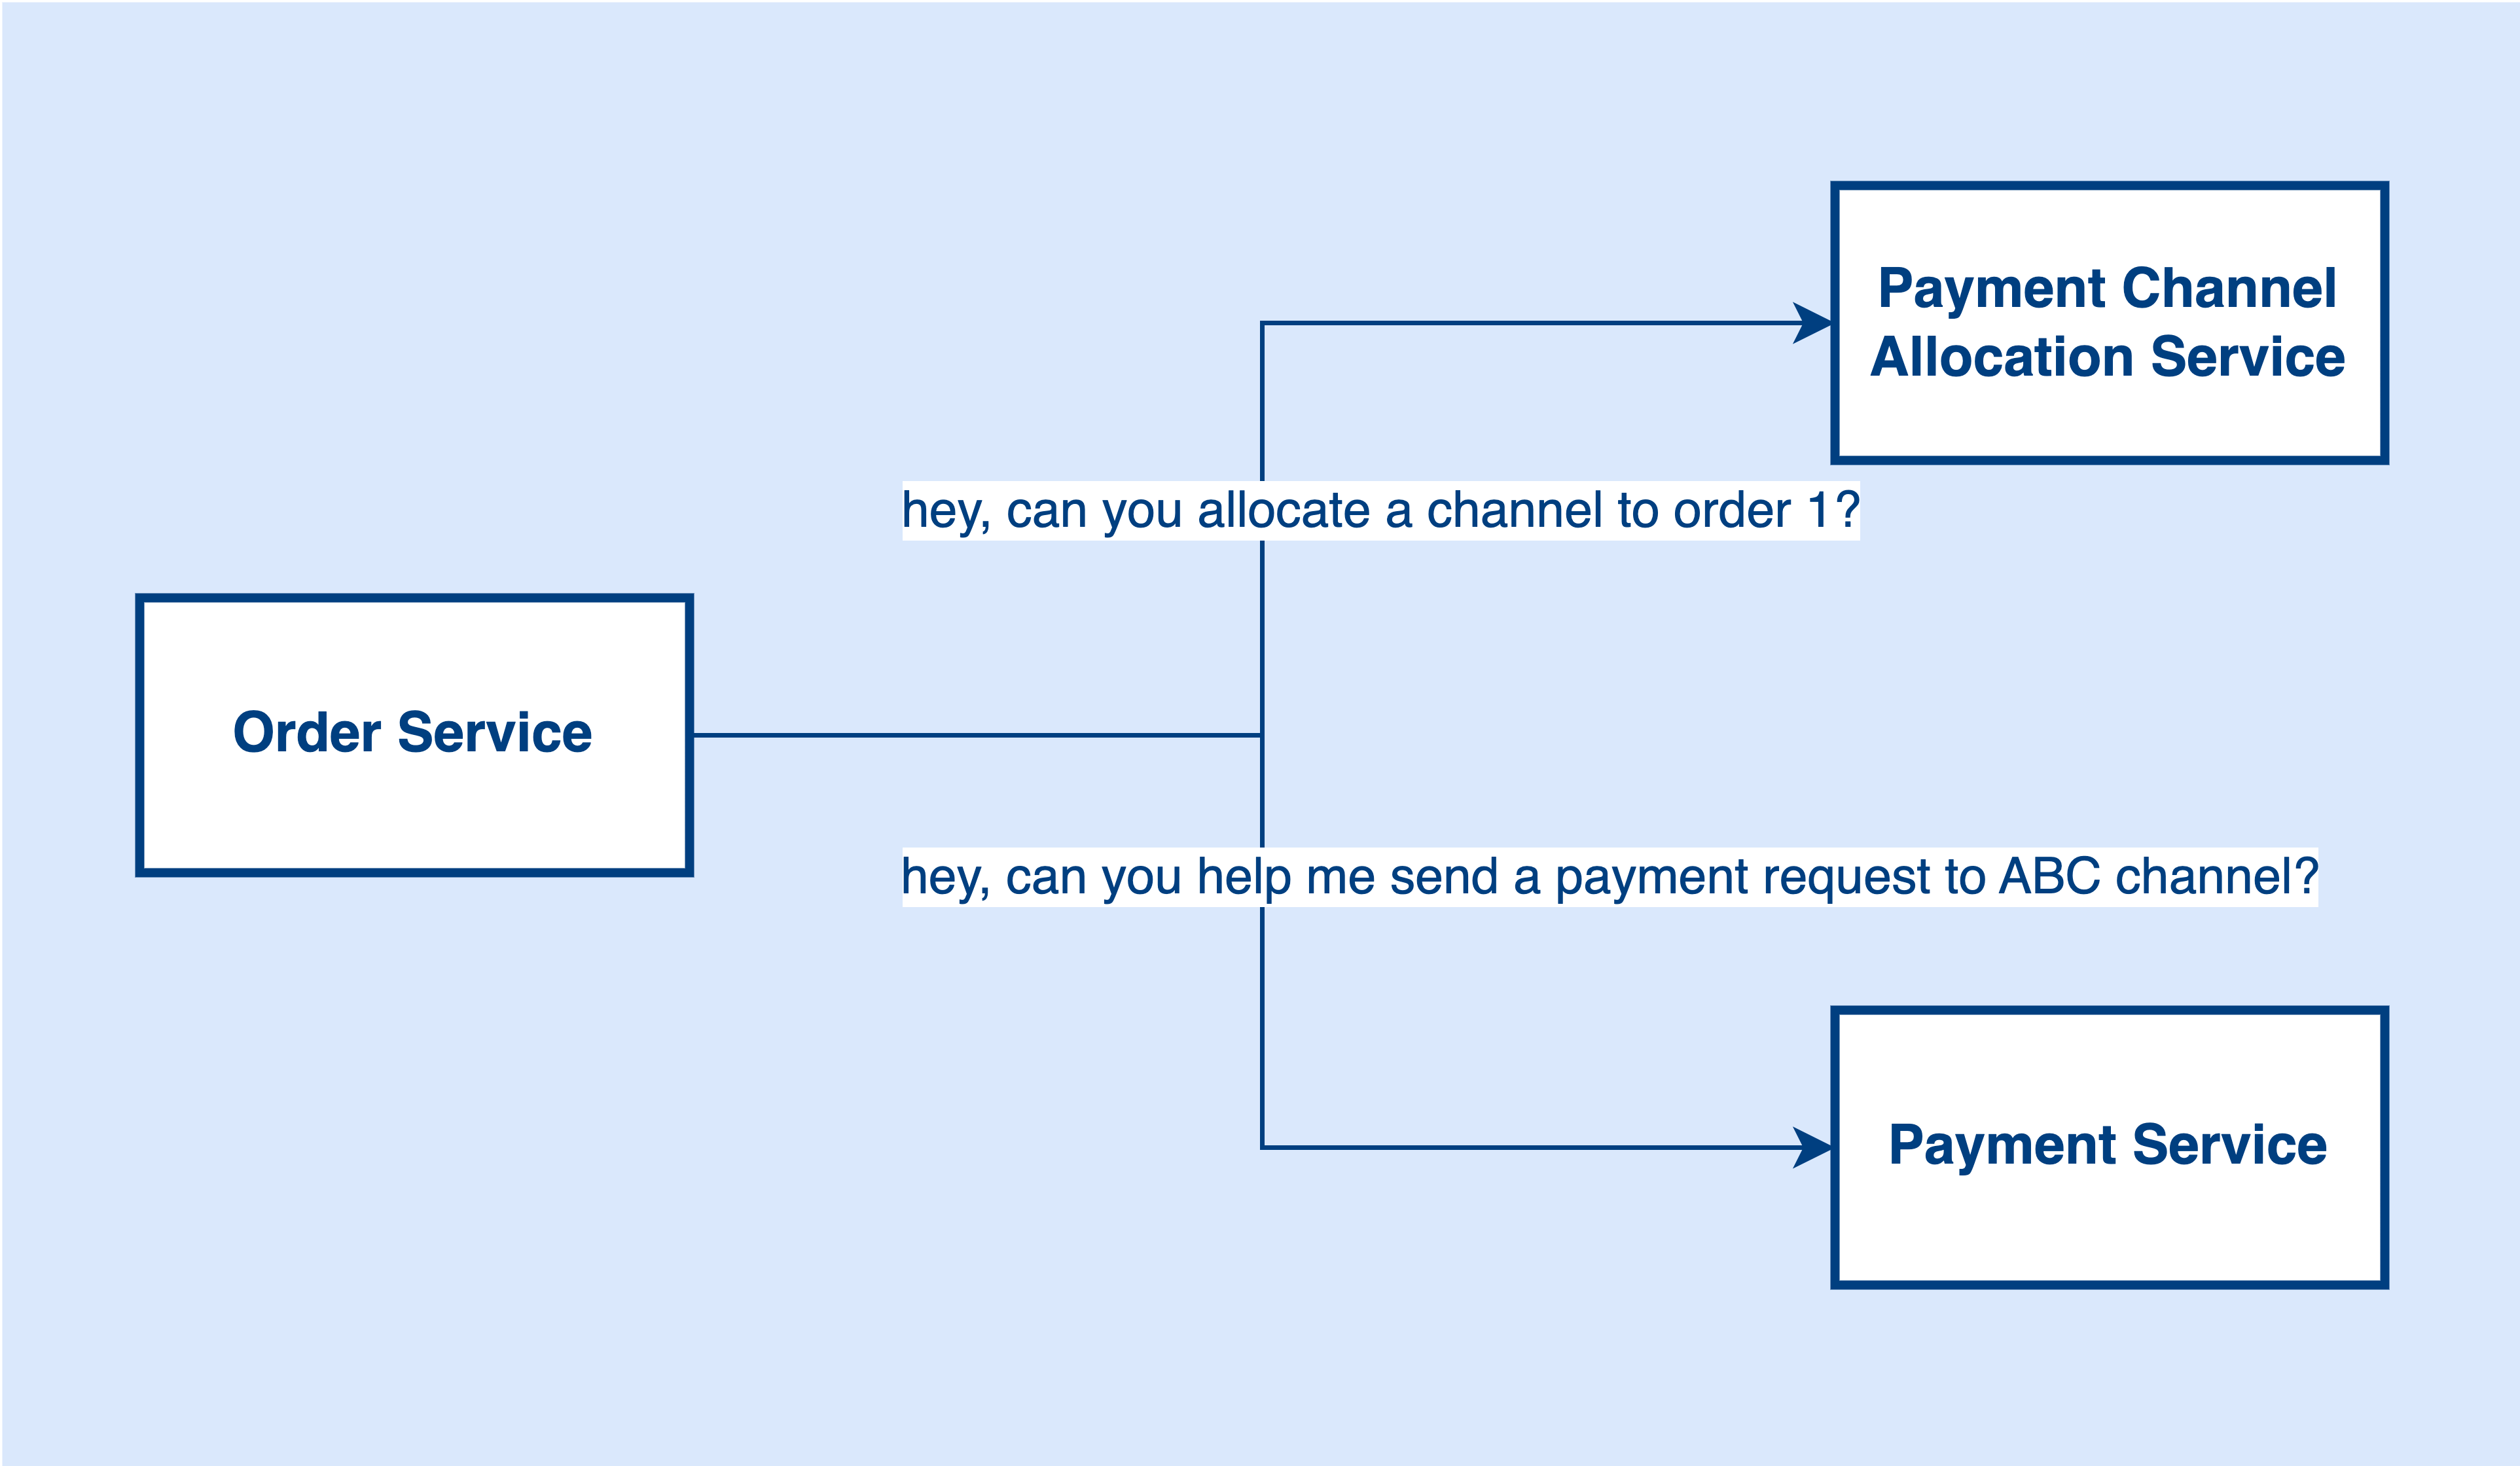 Payment Channel
Allocation Service
hey, can you allocate a channel to order 1?
Order Service
hey, can you help me send a payment request to ABC channel?
Payment Service